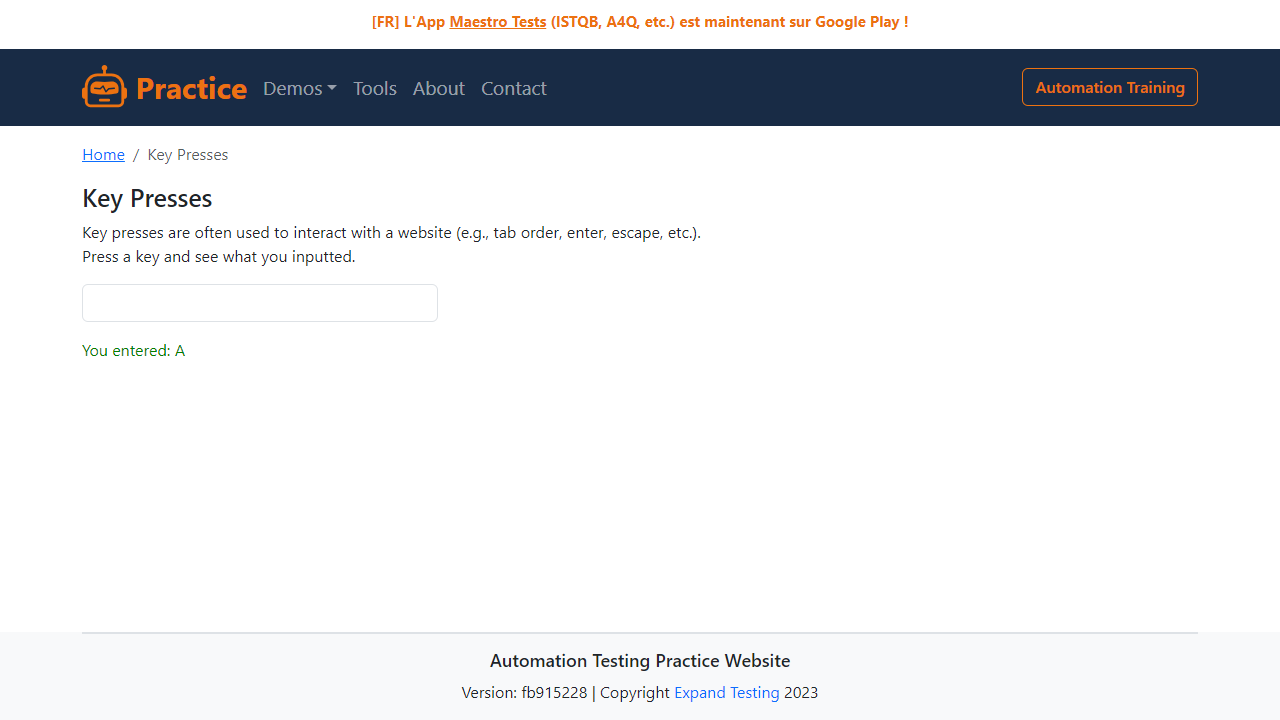 [FR] L'App Maestro Tests (ISTQB, A4Q, etc.) est maintenant sur Google Play !
Practice Demos Tools About Contact Automation Training
Home / Key Presses
Key Presses
Key presses are often used to interact with a website (e.g., tab order, enter, escape, etc.).
Press a key and see what you inputted.
You entered: A
Automation Testing Practice Website
Version: fb915228 | Copyright Expand Testing 2023